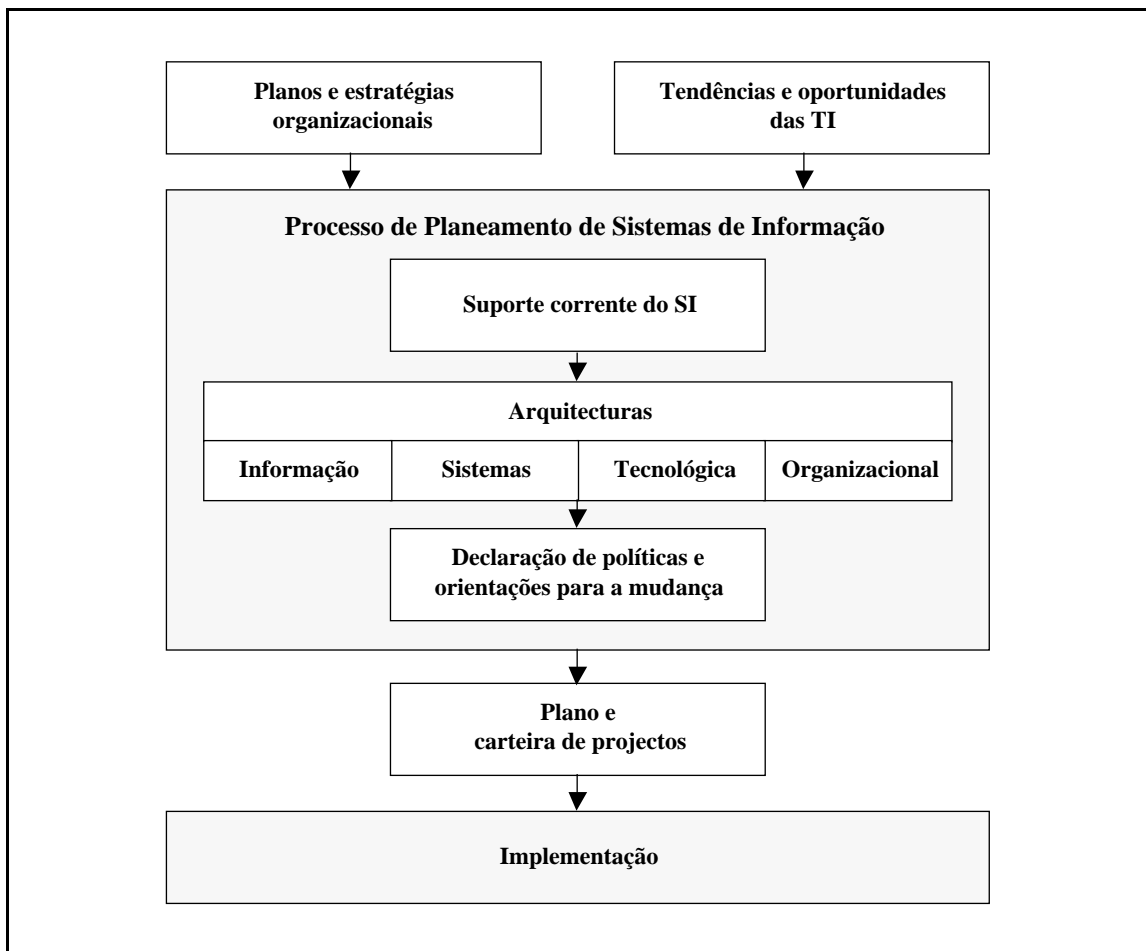 Planos e estratégias
organizacionais
Tendências e oportunidades
das TI
Processo de Planeamento de Sistemas de Informação
Suporte corrente do SI
Arquitecturas
Informação
Sistemas
Tecnológica
Organizacional
Declaração de políticas e
orientações para a mudança
Plano e
carteira de projectos
Implementação